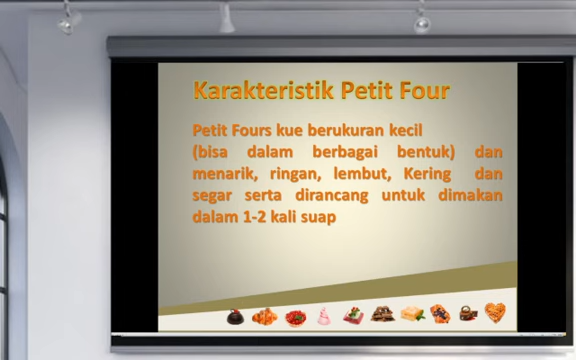 Karakteristik Petit Four
Petit Fours kue berukuran kecil
(bisa dalam berbagai bentuk) dan
menarik, ringan, lembut, Kering dan
segar serta dirancang untuk dimakan
dalam 1-2 kali suap